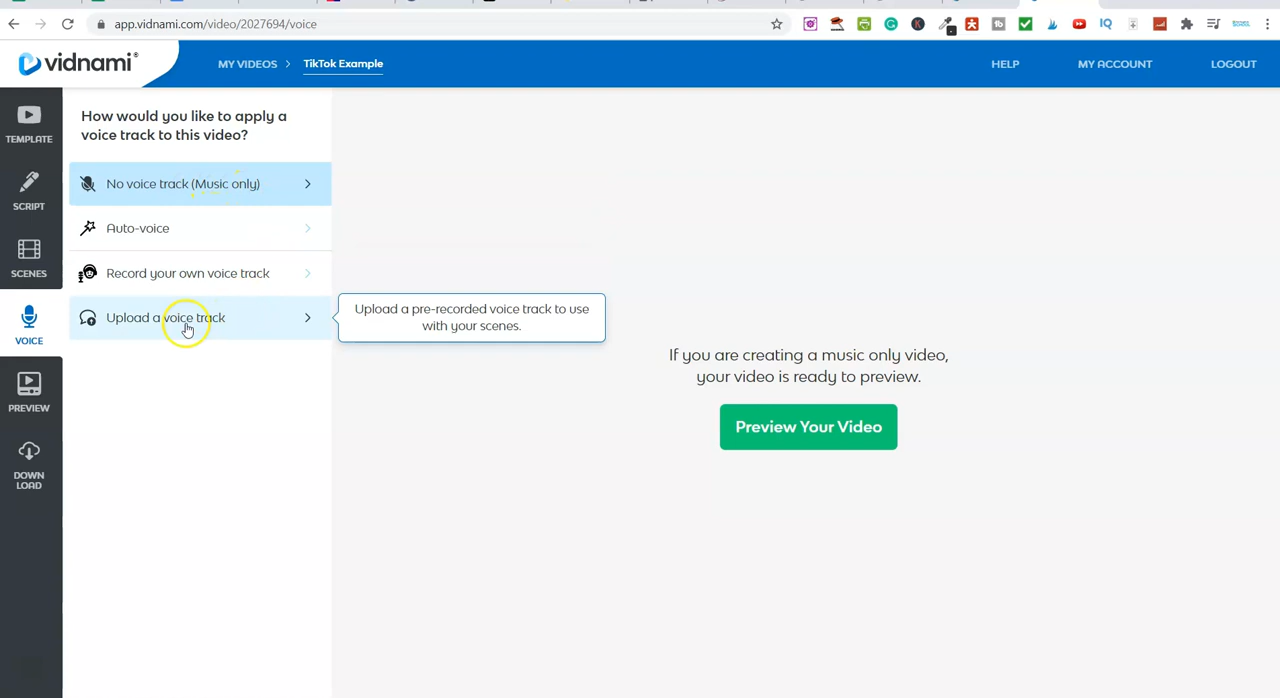 app.vidnami.com/video/2027694/voice
vidnami®
MY VIDEOS
TikTok Example
HELP
MY ACCOUNT
LOGOUT
TEMPLATE
SCRIPT
SCENES
VOICE
PREVIEW
DOWN
LOAD
How would you like to apply a
voice track to this video?
No voice track (Music only)
Auto-voice
Record your own voice track
Upload a voice track
Upload a pre-recorded voice track to use
with your scenes.
If you are creating a music only video,
your video is ready to preview.
Preview Your Video